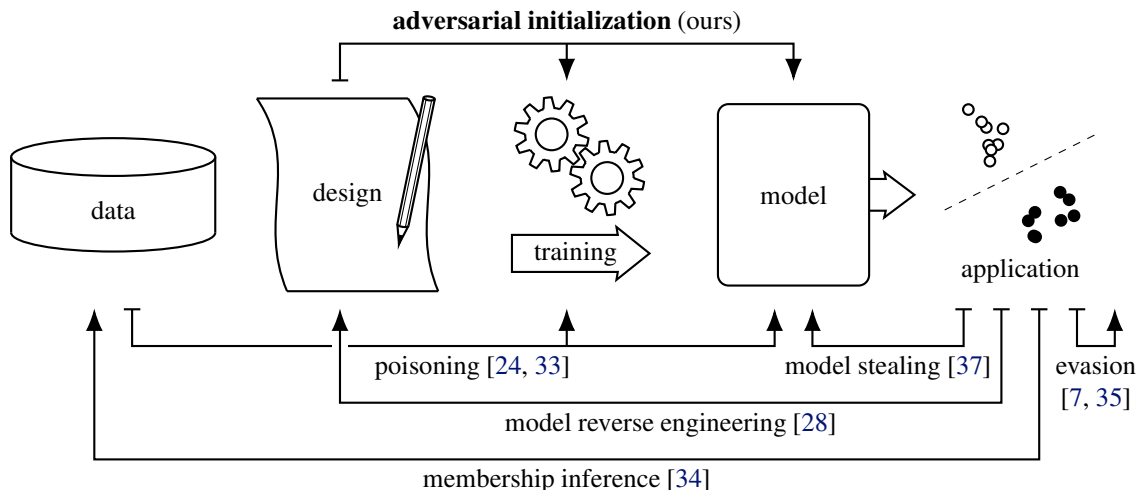 adversarial initialization (ours)
data
design
training
model
application
poisoning [24, 33]
model stealing [37]
evasion
[7, 35]
model reverse engineering [28]
membership inference [34]